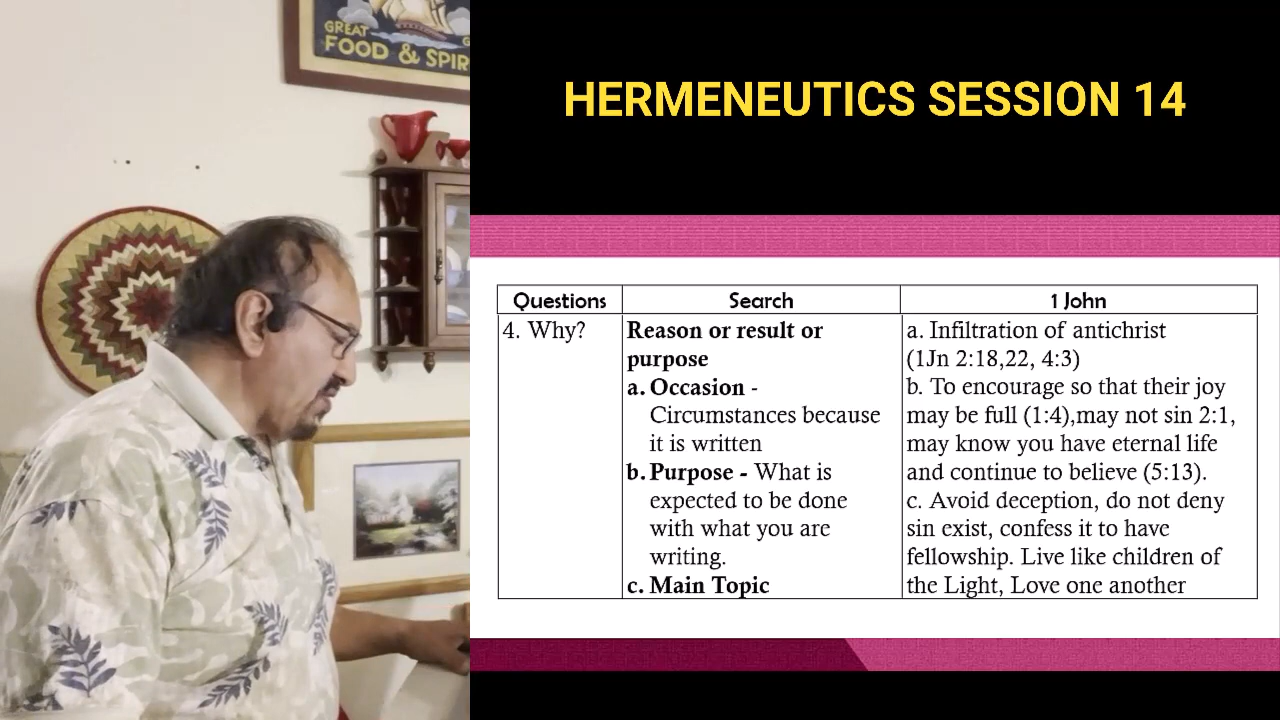 GREAT
FOOD & SPIR
HERMENEUTICS SESSION 14
Questions
Search
1 John
4. Why?
Reason or result or
purpose
a. Occasion -
Circumstances because
it is written
b. Purpose - What is
expected to be done
with what you are
writing.
c. Main Topic
a. Infiltration of antichrist
(1Jn 2:18,22, 4:3)
b. To encourage so that their joy
may be full (1:4),may not sin 2:1,
may know you have eternal life
and continue to believe (5:13).
c. Avoid deception, do not deny
sin exist, confess it to have
fellowship. Live like children of
the Light, Love one another